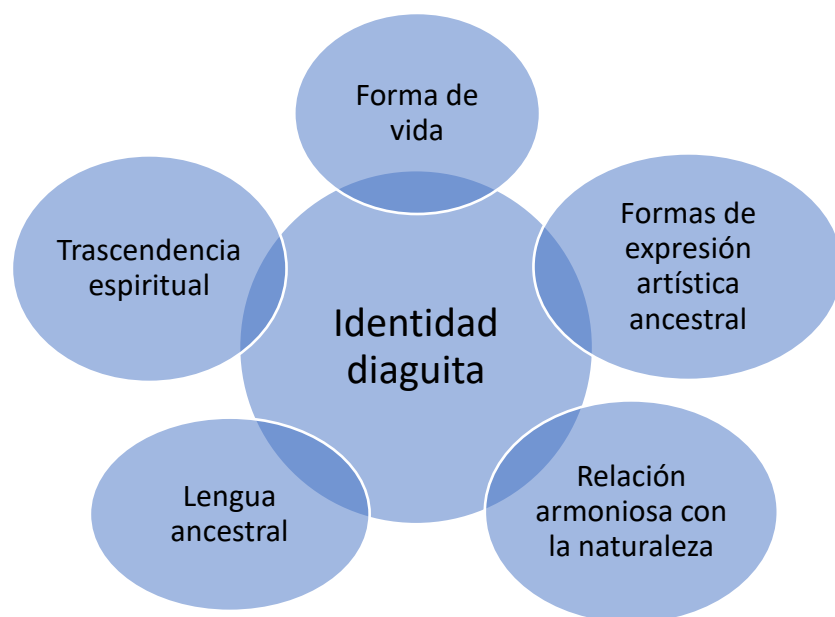 Forma de
vida
Formas de
expresión
artística
ancestral
Trascendencia
espiritual
Identidad
diaguita
Relación
armoniosa con
la naturaleza
Lengua
ancestral